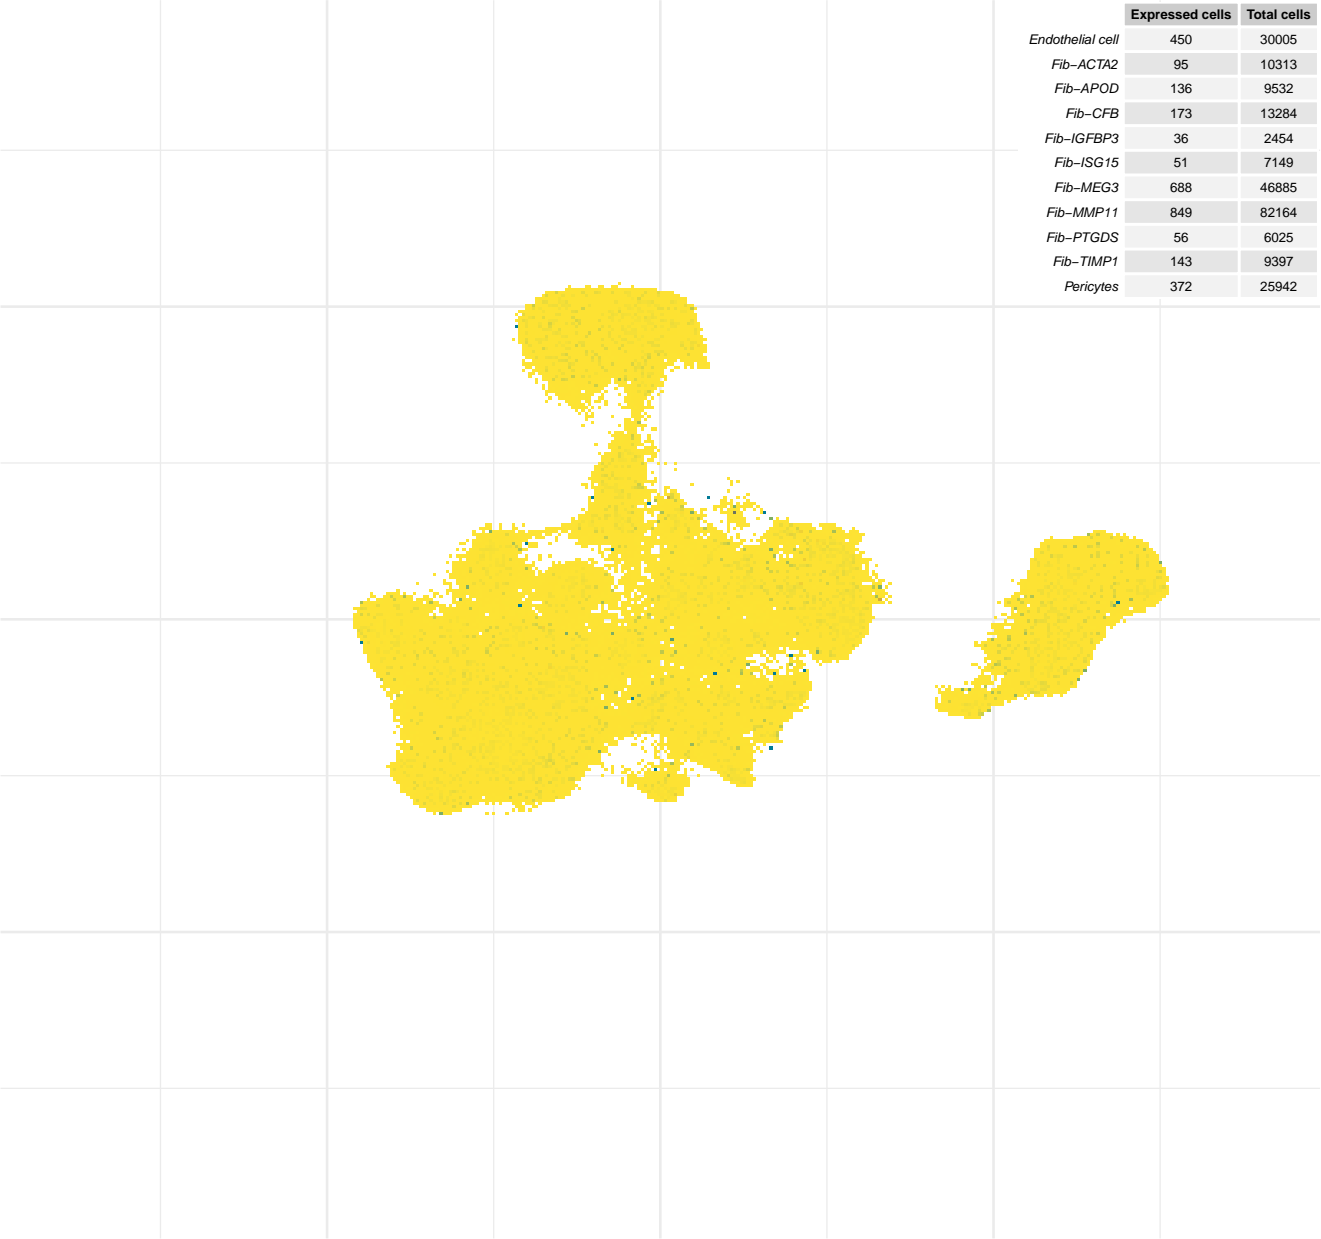 Expressed cells Total cells
Endothelial cell 450 30005
Fib−ACTA2 95 10313
Fib−APOD 136 9532
Fib−CFB 173 13284
Fib−IGFBP3 36 2454
Fib−ISG15 51 7149
Fib−MEG3 688 46885
Fib−MMP11 849 82164
Fib−PTGDS 56 6025
Fib−TIMP1 143 9397
Pericytes 372 25942